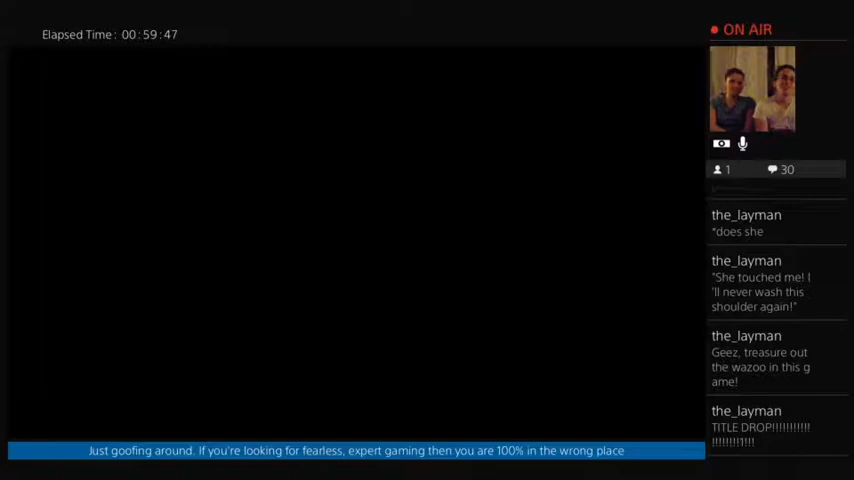 Elapsed Time: 00:59:47
ON AIR
1 30
the_layman
*does she
the_layman
"She touched me! I
'll never wash this
shoulder again!"
the_layman
Geez, treasure out
the wazoo in this g
ame!
the_layman
TITLE DROP!!!!!!!!!!!
!!!!!!!!1!!!
Just goofing around. If you're looking for fearless, expert gaming then you are 100% in the wrong place